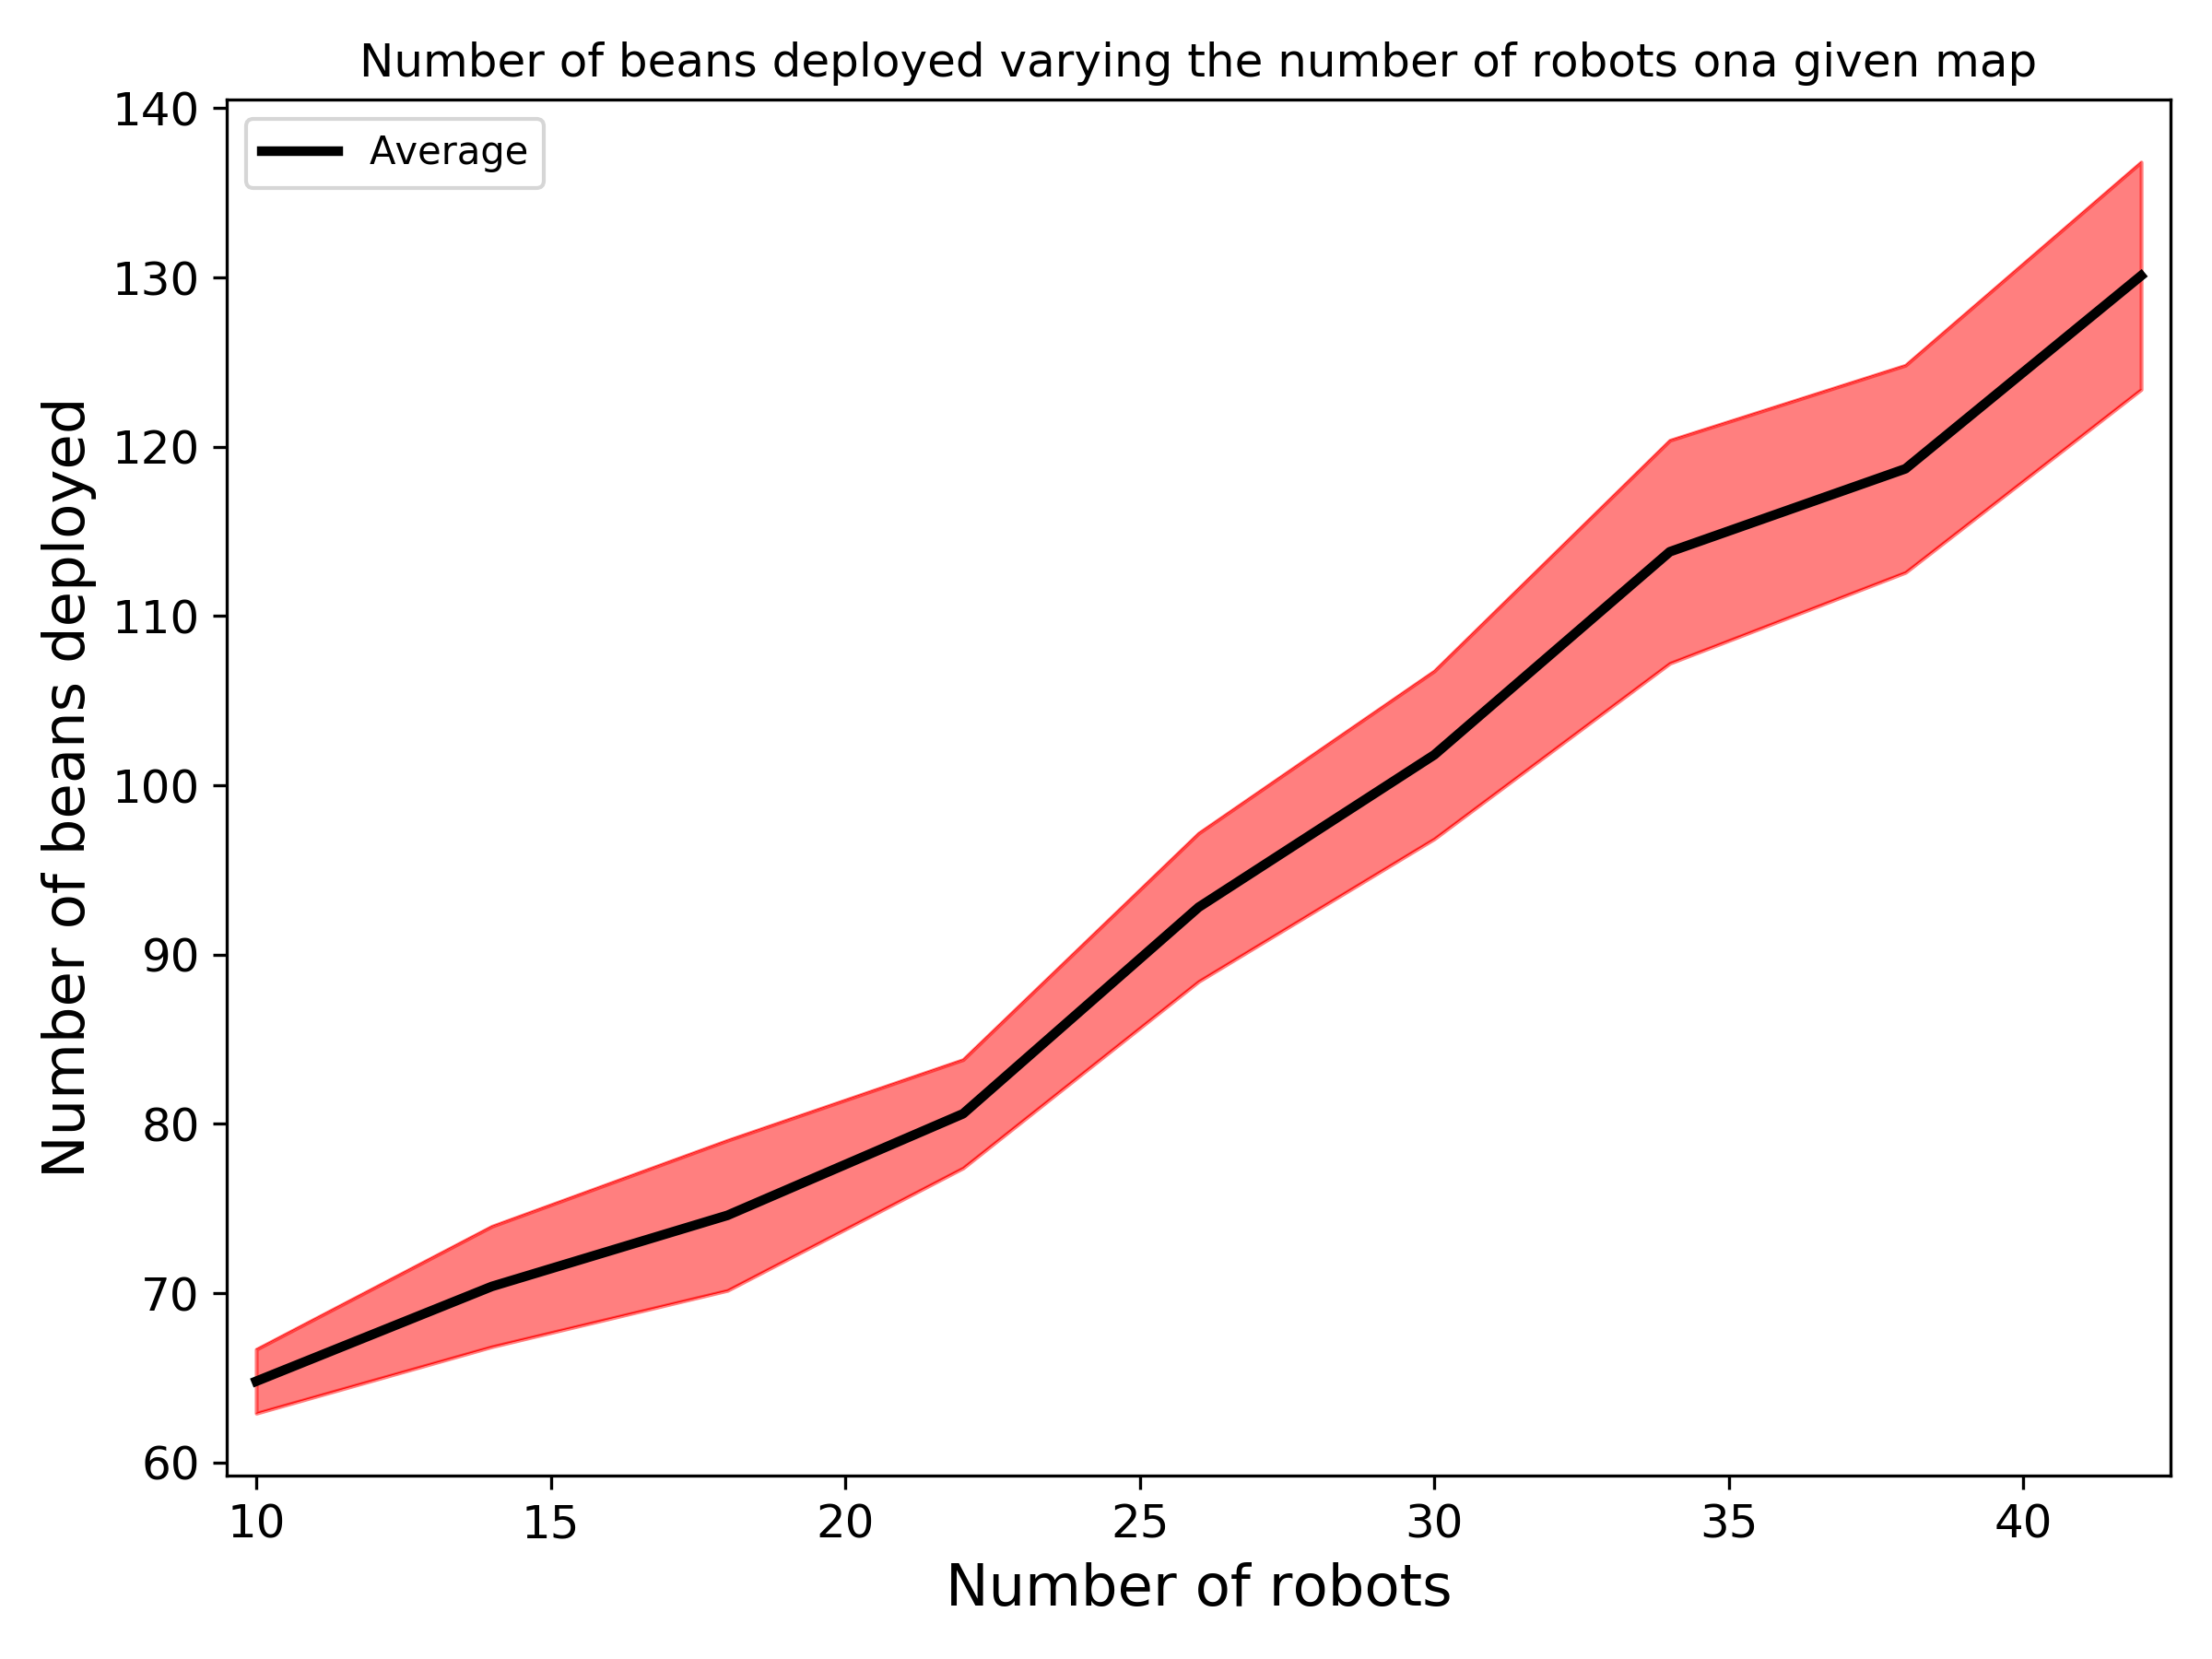 Number of beans deployed varying the number of robots ona given map
Average
Number of beans deployed
140
130
120
110
100
90
80
70
60
10 15 20 25 30 35 40
Number of robots